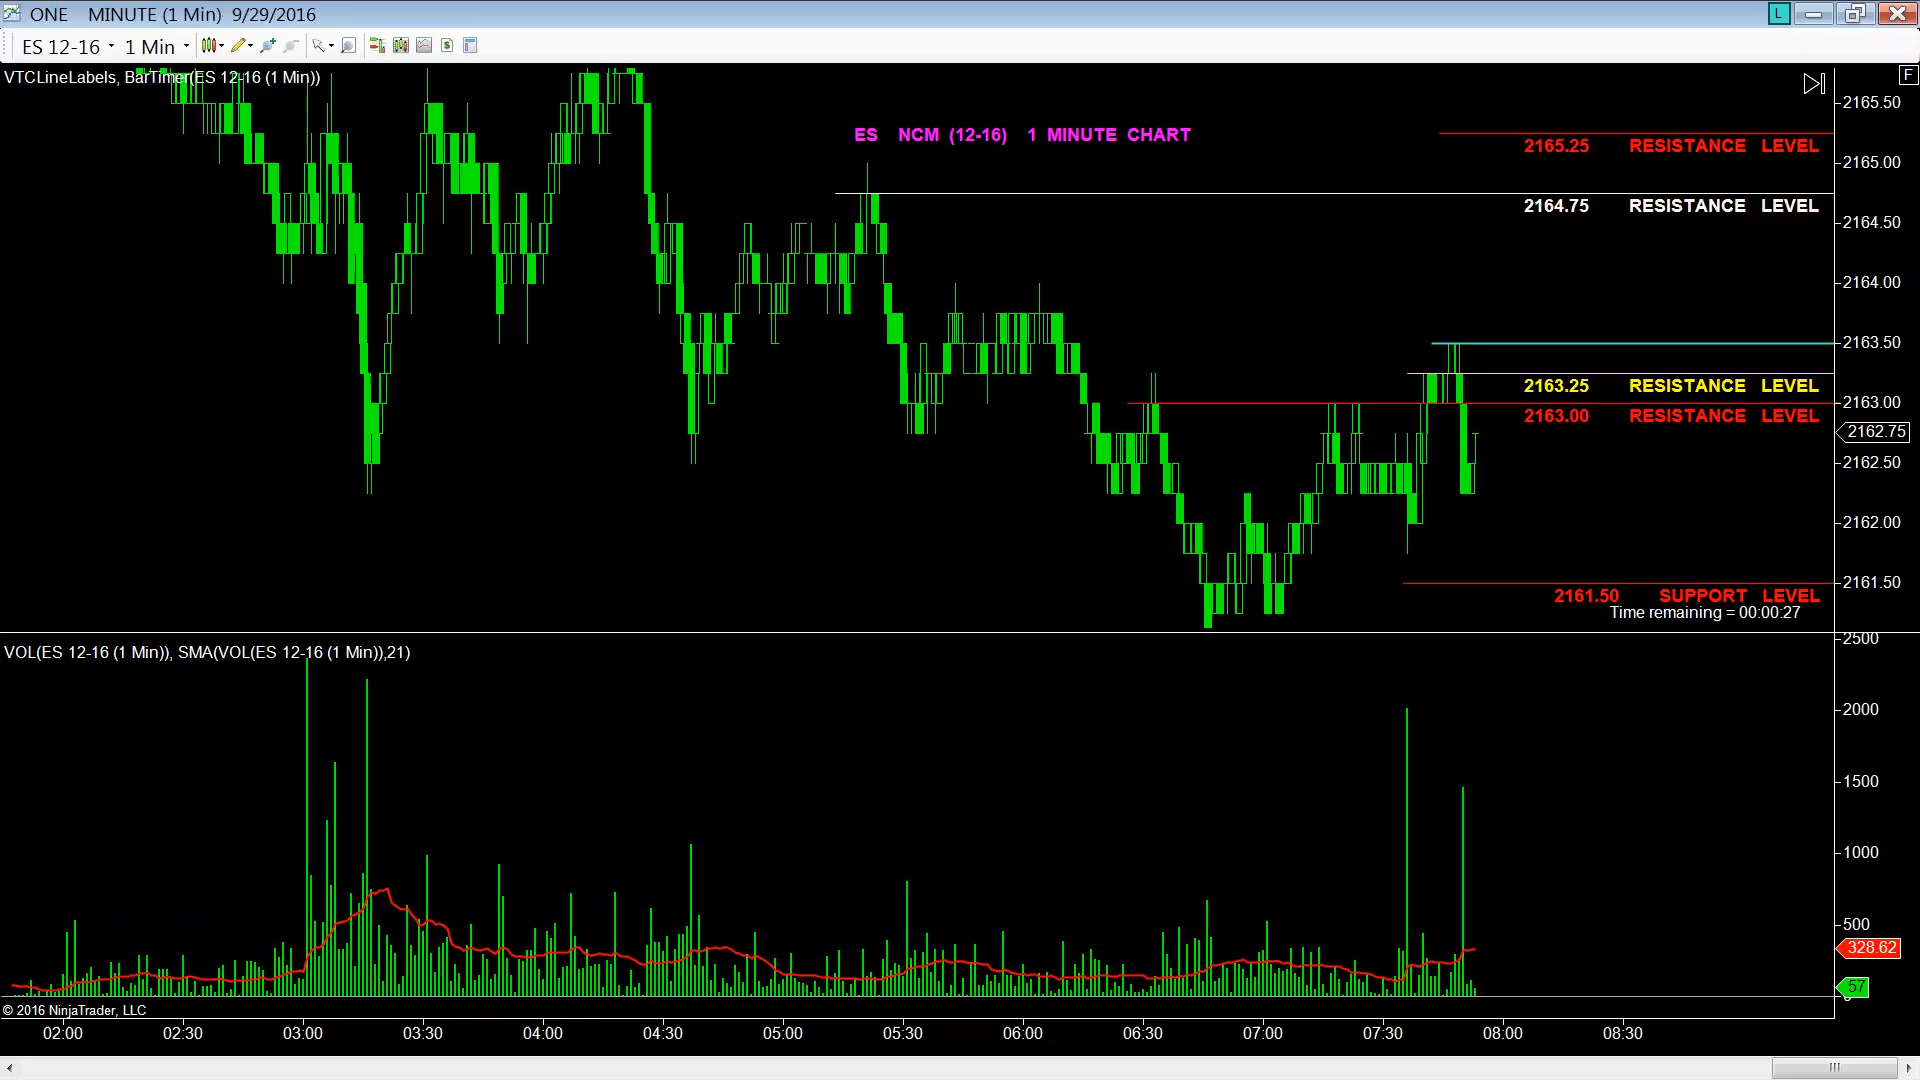 ONE MINUTE (1 Min) 9/29/2016
L
ES 12-16 1 Min
VTCLineLabels, BarTimer(ES 12-16 (1 Min))
F
ES NCM (12-16) 1 MINUTE CHART
2165.50
2165.25 RESISTANCE LEVEL
2165.00
2164.75 RESISTANCE LEVEL
2164.50
2164.00
2163.50
2163.25 RESISTANCE LEVEL
2163.00
2163.00 RESISTANCE LEVEL
2162.75
2162.50
2162.00
2161.50
2161.50 SUPPORT LEVEL
Time remaining = 00:00:27
VOL(ES 12-16 (1 Min)), SMA(VOL(ES 12-16 (1 Min)),21)
2500
2000
1500
1000
500
328.62
57
0
© 2016 NinjaTrader, LLC
02:00 02:30 03:00 03:30 04:00 04:30 05:00 05:30 06:00 06:30 07:00 07:30 08:00 08:30